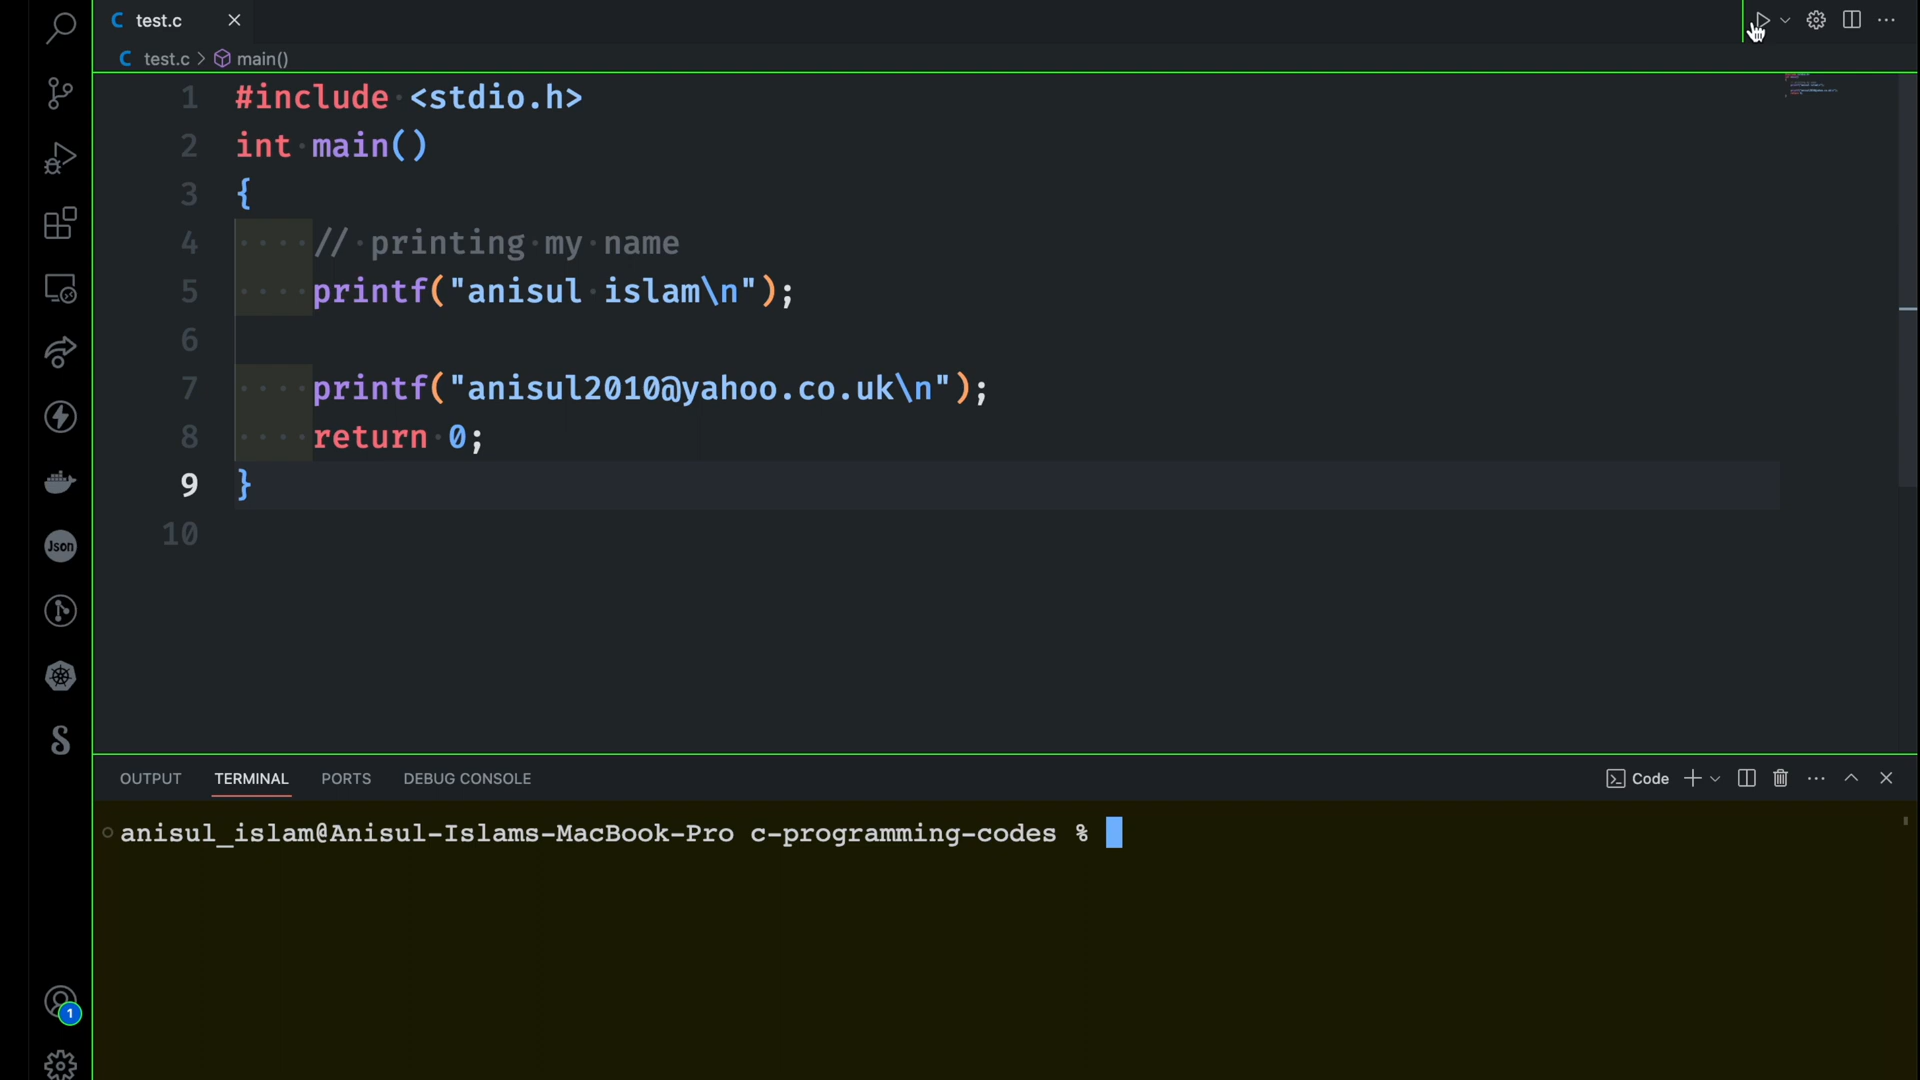 C test.c
C test.c > main()
1 #include <stdio.h>
2 int main()
3 {
4 // printing my name
5 printf("anisul islam\n");
6
7 printf("anisul2010@yahoo.co.uk\n");
8 return 0;
9 }
10
Json
OUTPUT TERMINAL PORTS DEBUG CONSOLE Code
anisul_islam@Anisul-Islams-MacBook-Pro c-programming-codes %
1